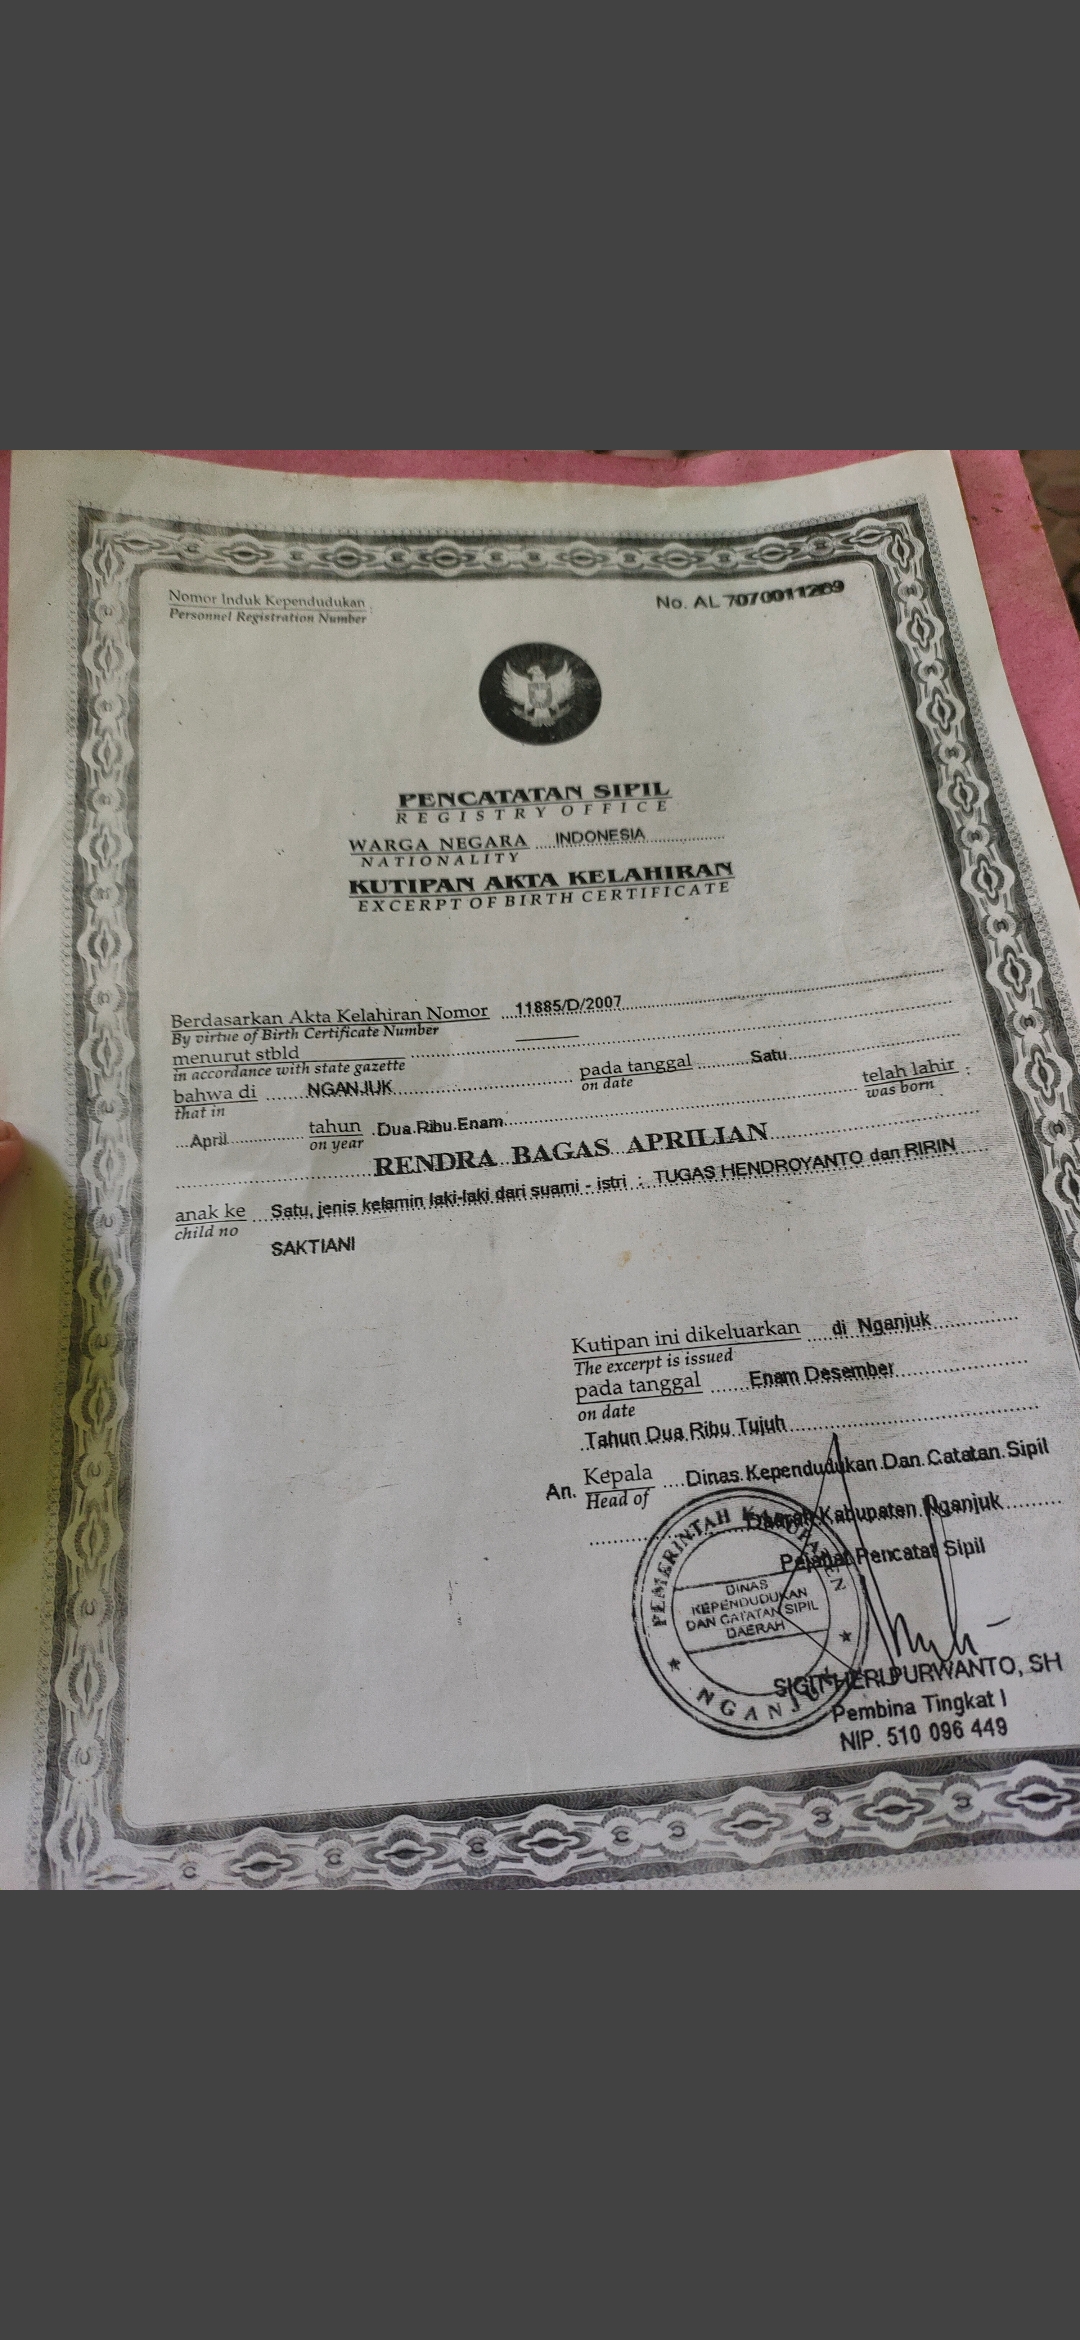 Nomor Induk Kependudukan :
Personnel Registration Number
No. AL 7070011269
PENCATATAN SIPIL
REGISTRY OFFICE
WARGA NEGARA INDONESIA
NATIONALITY
KUTIPAN AKTA KELAHIRAN
EXCERPT OF BIRTH CERTIFICATE
Berdasarkan Akta Kelahiran Nomor 11885/D/2007
By virtue of Birth Certificate Number
menurut stbld
in accordance with state gazette
bahwa di NGANJUK pada tanggal Satu
that in on date
April tahun Dua Ribu Enam telah lahir :
on year was born
RENDRA BAGAS APRILIAN
anak ke Satu, jenis kelamin laki-laki dari suami - istri : TUGAS HENDROYANTO dan RIRIN
child no
SAKTIANI
Kutipan ini dikeluarkan di Nganjuk
The excerpt is issued
pada tanggal Enam Desember
on date
Tahun Dua Ribu Tujuh
An. Kepala Dinas Kependudukan Dan Catatan Sipil
Head of
Daerah Kabupaten Nganjuk
Pejabat Pencatat Sipil
PEMERINTAH KABUPATEN
DINAS
KEPENDUDUKAN
DAN CATATAN SIPIL
DAERAH
NGANJUK
SIGIT HERI PURWANTO, SH
Pembina Tingkat I
NIP. 510 096 449